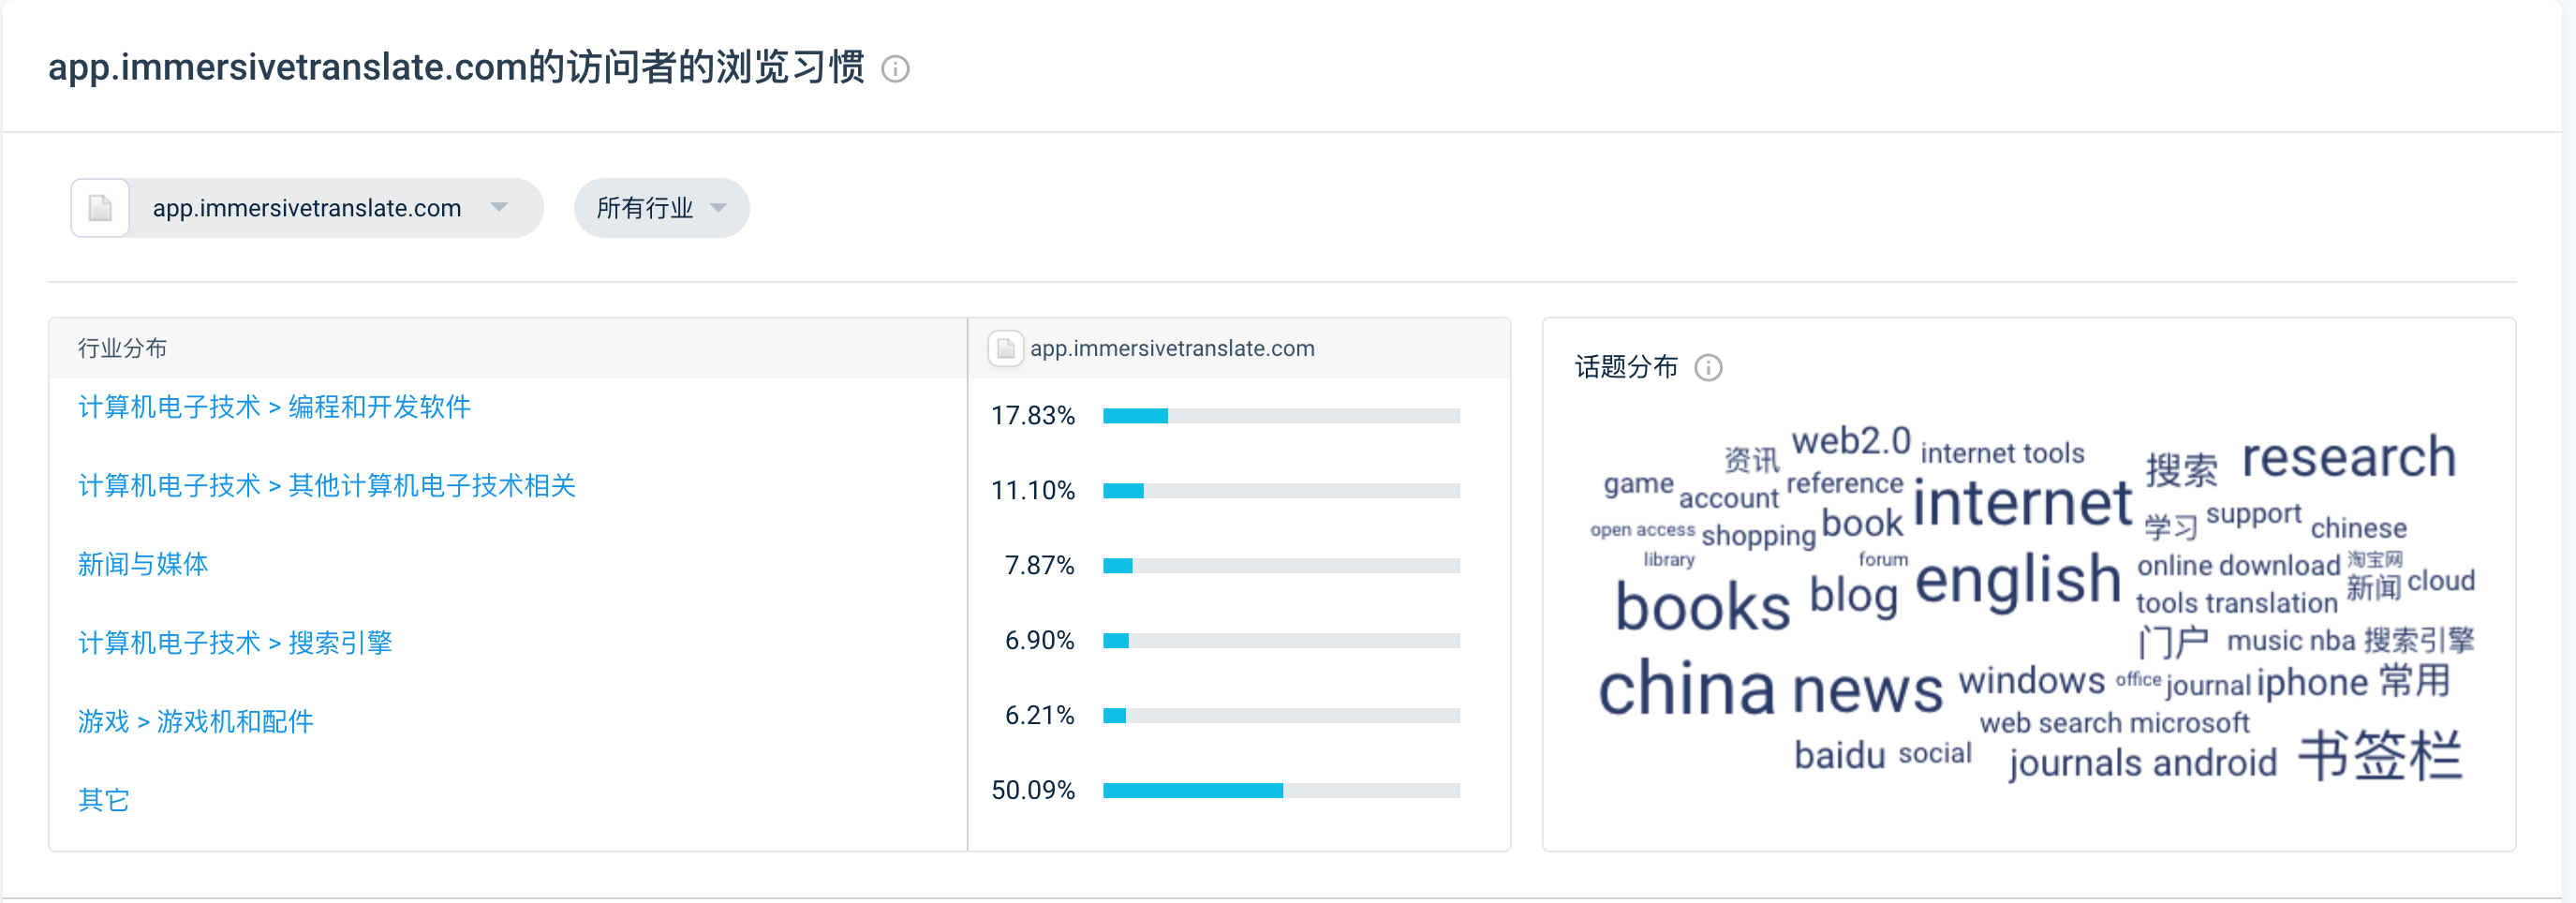 app.immersivetranslate.com的访问者的浏览习惯
app.immersivetranslate.com
所有行业
行业分布
app.immersivetranslate.com
计算机电子技术 > 编程和开发软件
17.83%
计算机电子技术 > 其他计算机电子技术相关
11.10%
新闻与媒体
7.87%
计算机电子技术 > 搜索引擎
6.90%
游戏 > 游戏机和配件
6.21%
其它
50.09%
话题分布
资讯 web2.0 internet tools 搜索 research
game account reference internet
open access shopping book 学习 support chinese
library forum english online download 淘宝网
books blog tools translation 新闻 cloud
门户 music nba 搜索引擎
china news windows office journal iphone 常用
web search microsoft
baidu social journals android 书签栏